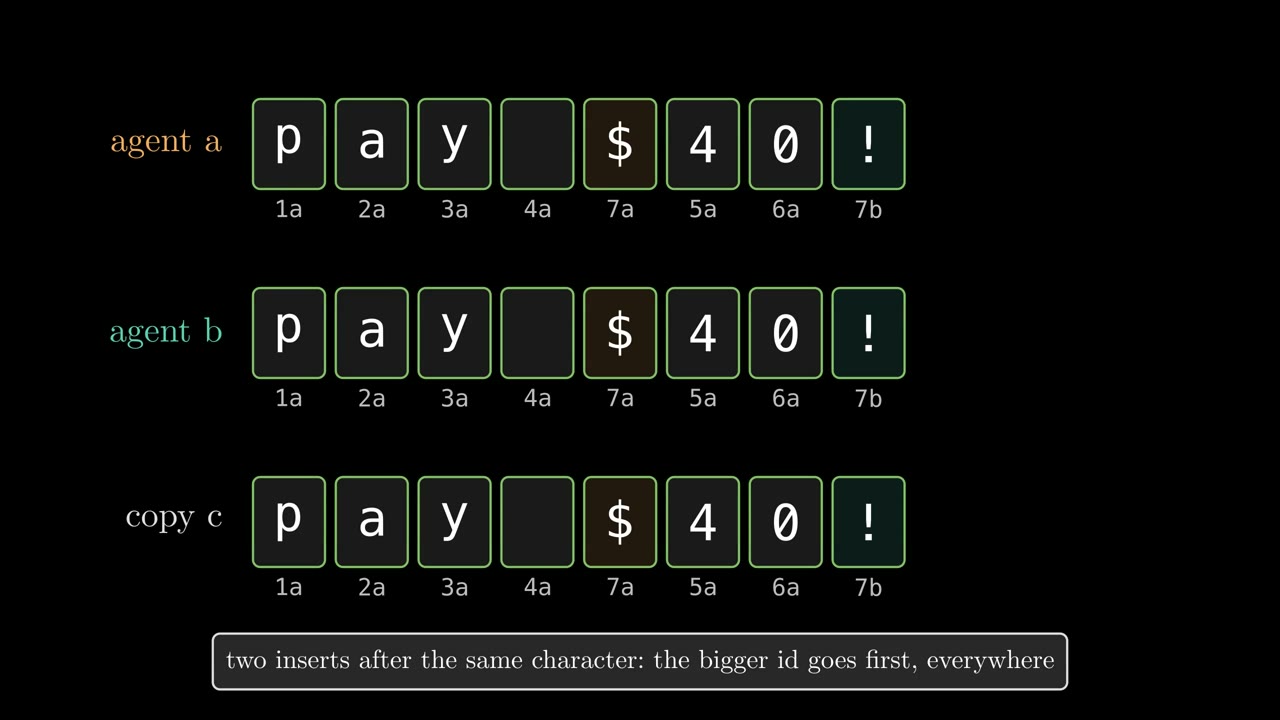 agent a p a y $ 4 0 !
1a 2a 3a 4a 7a 5a 6a 7b
agent b p a y $ 4 0 !
1a 2a 3a 4a 7a 5a 6a 7b
copy c p a y $ 4 0 !
1a 2a 3a 4a 7a 5a 6a 7b
two inserts after the same character: the bigger id goes first, everywhere